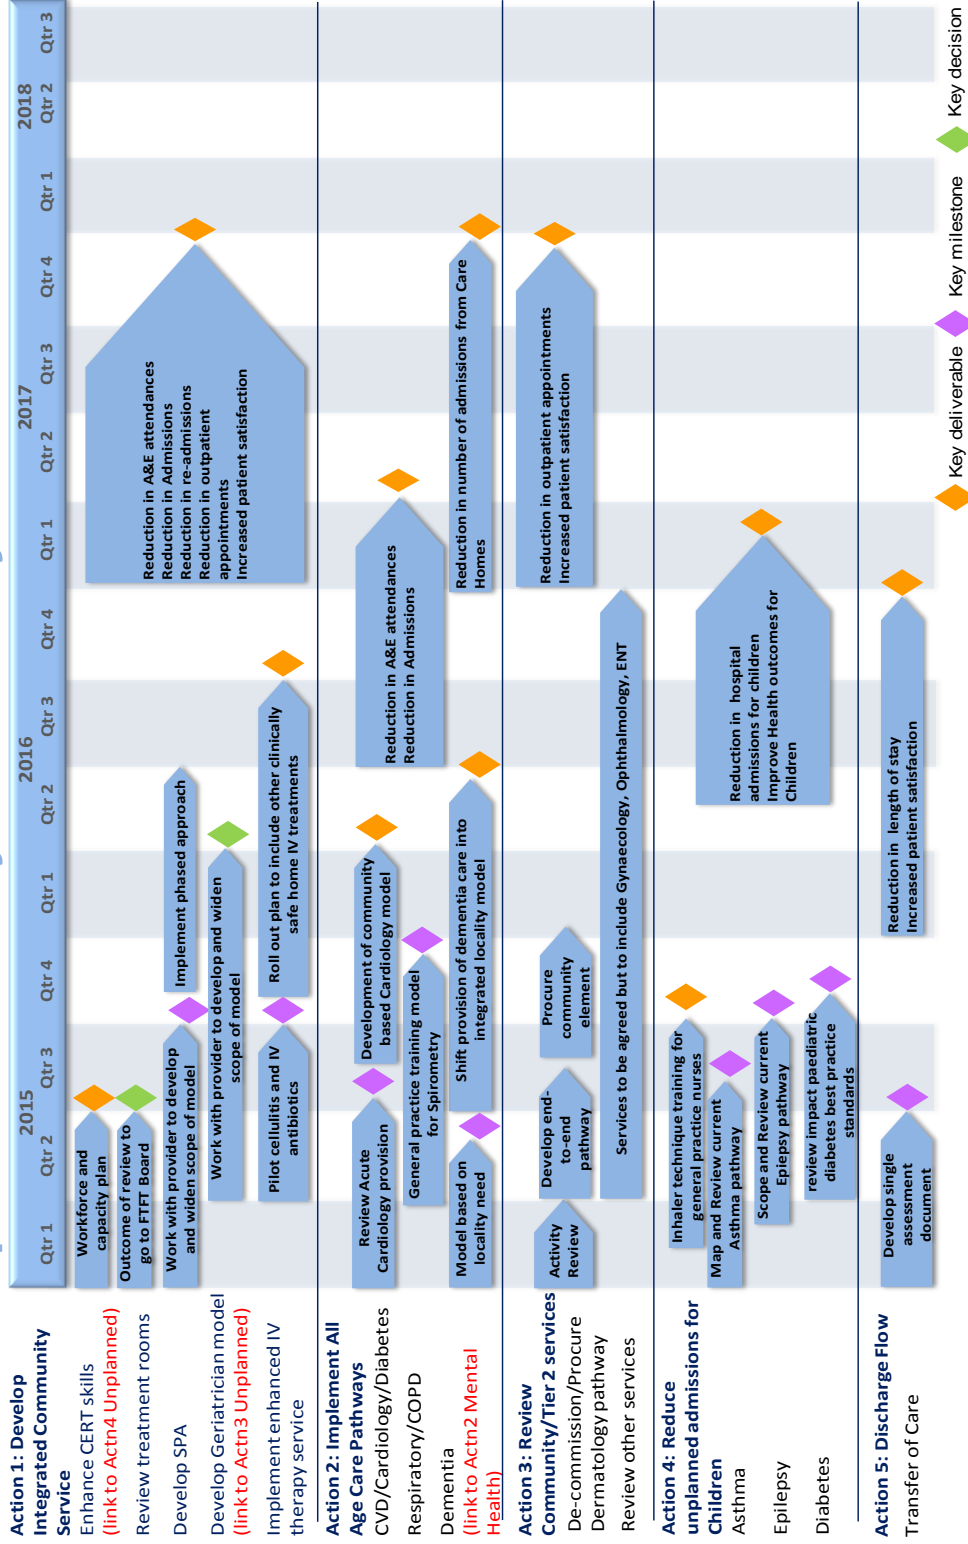 2015
2016
2017
2018
Qtr 1
Qtr 2
Qtr 3
Qtr 4
Qtr 1
Qtr 2
Qtr 3
Qtr 4
Qtr 1
Qtr 2
Qtr 3
Qtr 4
Qtr 1
Qtr 2
Qtr 3
Action 1: Develop
Integrated Community
Service
Enhance CERT skills
(link to Actn4 Unplanned)
Workforce and
capacity plan
Review treatment rooms
Outcome of review to
go to FTFT Board
Develop SPA
Work with provider to develop
and widen scope of model
Implement phased approach
Develop Geriatrician model
(link to Actn3 Unplanned)
Work with provider to develop and widen
scope of model
Implement enhanced IV
therapy service
Pilot cellulitis and IV
antibiotics
Roll out plan to include other clinically
safe home IV treatments
Reduction in A&E attendances
Reduction in Admissions
Reduction in re-admissions
Reduction in outpatient
appointments
Increased patient satisfaction
Action 2: Implement All
Age Care Pathways
CVD/Cardiology/Diabetes
Review Acute
Cardiology provision
Development of community
based Cardiology model
Respiratory/COPD
General practice training model
for Spirometry
Reduction in A&E attendances
Reduction in Admissions
Dementia
(link to Actn2 Mental
Health)
Model based on
locality need
Shift provision of dementia care into
integrated locality model
Reduction in number of admissions from Care
Homes
Action 3: Review
Community/Tier 2 services
De-commission/Procure
Dermatology pathway
Activity
Review
Develop end-
to-end
pathway
Procure
community
element
Reduction in outpatient appointments
Increased patient satisfaction
Review other services
Services to be agreed but to include Gynaecology, Ophthalmology, ENT
Action 4: Reduce
unplanned admissions for
Children
Asthma
Inhaler technique training for
general practice nurses
Map and Review current
Asthma pathway
Epilepsy
Scope and Review current
Epiepsy pathway
Diabetes
review impact paediatric
diabetes best practice
standards
Reduction in hospital
admissions for children
Improve Health outcomes for
Children
Action 5: Discharge Flow
Transfer of Care
Develop single
assessment
document
Reduction in length of stay
Increased patient satisfaction
Key deliverable
Key milestone
Key decision